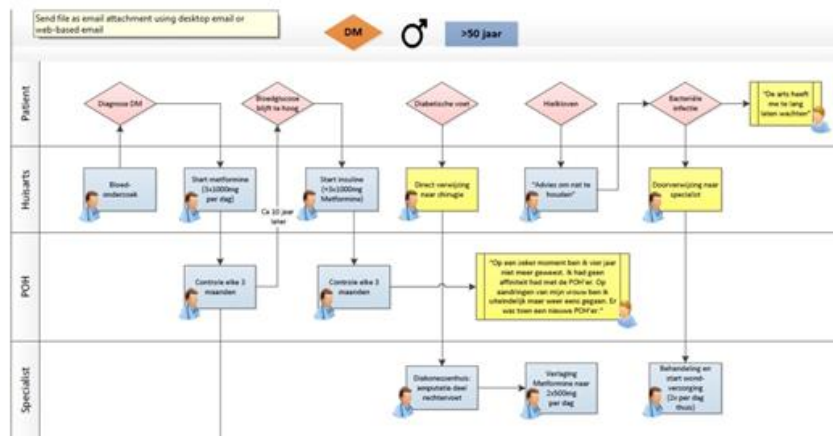 Send file as email attachment using desktop email or
web-based email
DM
>50 jaar
Patient
Diagnose DM
Bloedglucose
blijft te hoog
Diabetische voet
Hielkloven
Bacteriële
infectie
"De arts heeft
me te lang
laten wachten"
Huisarts
Bloed-
onderzoek
Start metformine
(3x1000mg
per dag)
Ca 10 jaar
later
Start insuline
(+3x1000mg
Metformine)
Direct verwijzing
naar chirugie
"Advies om nat te
houden"
Doorverwijzing naar
specialist
POH
Controle elke 3
maanden
Controle elke 3
maanden
"Op een zeker moment ben ik vier jaar
niet meer geweest. Ik had geen
affiniteit had met de POH'er. Op
aandringen van mijn vrouw ben ik
uiteindelijk maar weer eens gegaan. Er
was toen een nieuwe POH'er."
Specialist
Diakonessenhuis:
amputatie deel
rechtervoet
Verlaging
Metformine naar
2x500mg
per dag
Behandeling en
start wond-
verzorging
(2x per dag
thuis)